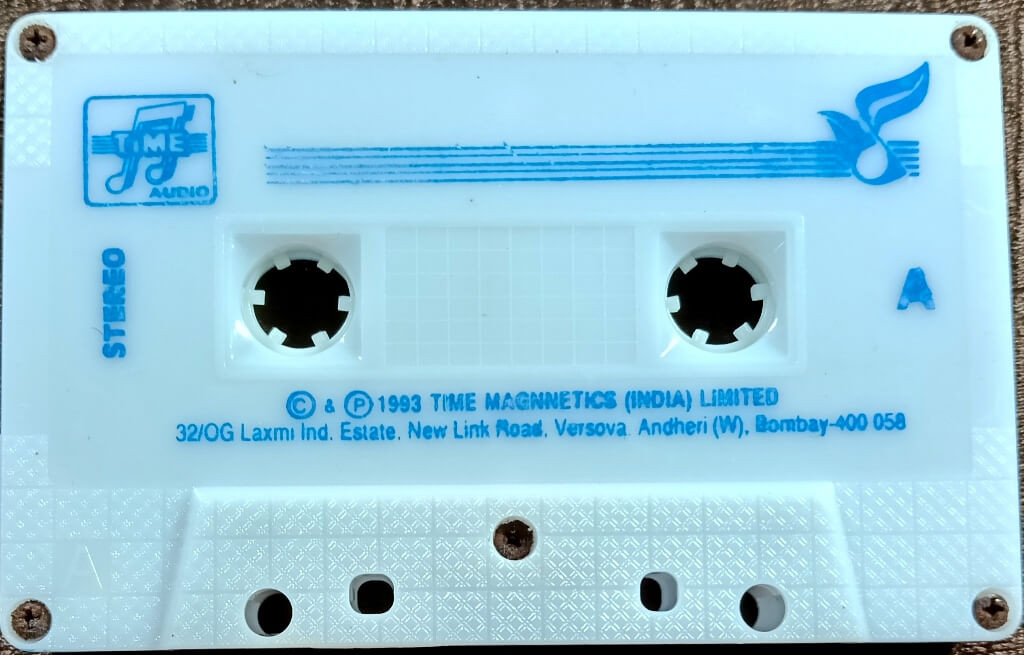 TIME
AUDIO
STEREO
A
© & ℗ 1993 TIME MAGNNETICS (INDIA) LIMITED
32/OG Laxmi Ind. Estate, New Link Road, Versova Andheri (W), Bombay-400 058
A